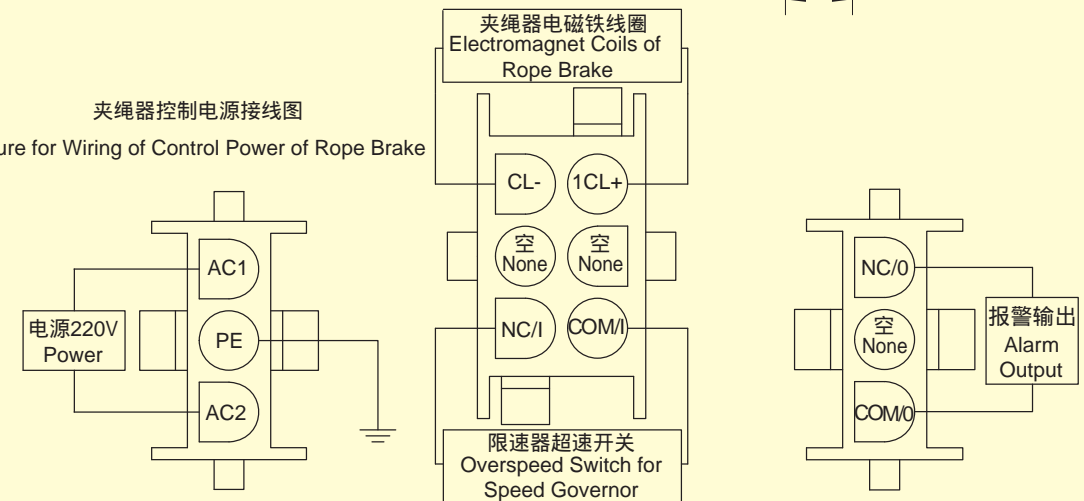 夹绳器控制电源接线图
ure for Wiring of Control Power of Rope Brake
AC1
PE
AC2
电源220V
Power
夹绳器电磁铁线圈
Electromagnet Coils of
Rope Brake
CL-
1CL+
空
None
空
None
NC/I
COM/I
限速器超速开关
Overspeed Switch for
Speed Governor
NC/0
空
None
COM/0
报警输出
Alarm
Output